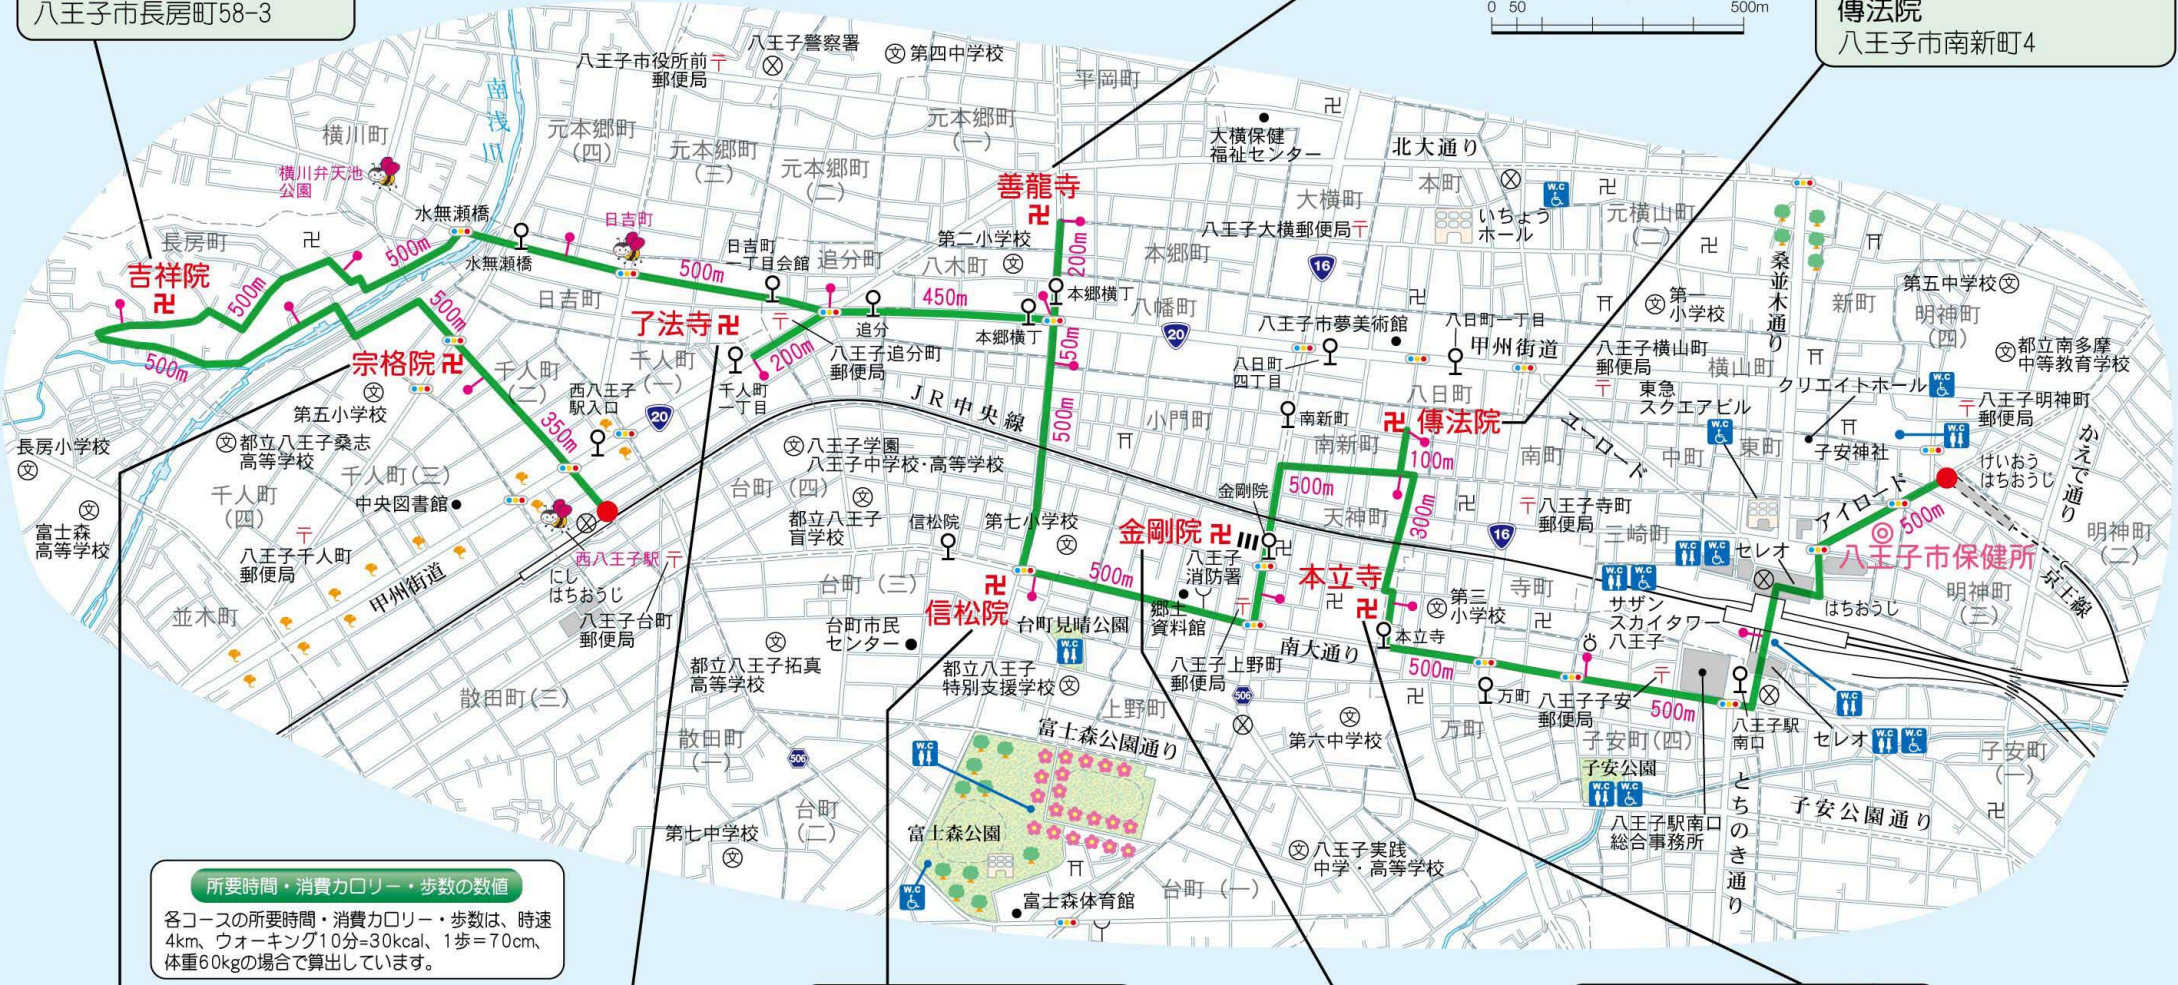 八王子市長房町58-3
0 50 500m
傳法院
八王子市南新町4
八王子市役所前
郵便局
八王子警察署
第四中学校
平岡町
南浅川
横川町
横川弁天池
公園
元本郷町
(四)
元本郷町
(三)
元本郷町
(二)
元本郷町
(一)
大横保健
福祉センター
北大通り
大横町
本町
W.C
いちょう
ホール
元横山町
(二)
桑並木通り
善龍寺
200m
第二小学校
八王子大横郵便局
本郷町
16
水無瀬橋
水無瀬橋
日吉町
日吉町
一丁目会館
追分町
八木町
長房町
吉祥院
500m
500m
500m
500m
500m
日吉町
450m
追分
本郷横丁
本郷横丁
150m
八幡町
20
了法寺
200m
八王子追分町
郵便局
千人町
(一)
千人町
一丁目
千人町
(二)
宗格院
第五小学校
350m
西八王子
駅入口
20
JR中央線
500m
小門町
八王子市夢美術館
八日町一丁目
八日町
四丁目
甲州街道
八日町
第一
小学校
新町
第五中学校
明神町
(四)
都立南多摩
中等教育学校
八王子横山町
郵便局
横山町
クリエイトホール
W.C
東急
スクエアビル
W.C
八王子明神町
郵便局
W.C
子安神社
東町
中町
ユーロード
かえで通り
けいおう
はちおうじ
アイロード
500m
八王子市保健所
明神町
(二)
明神町
(三)
京王線
南新町
南新町
傳法院
100m
500m
300m
天神町
南町
八王子寺町
郵便局
16
三崎町
W.C
W.C
セレオ
はちおうじ
W.C
W.C
サザン
スカイタワー
八王子
寺町
長房小学校
都立八王子桑志
高等学校
千人町(三)
中央図書館
千人町
(四)
富士森
高等学校
八王子千人町
郵便局
並木町
甲州街道
西八王子駅
にし
はちおうじ
八王子台町
郵便局
八王子学園
八王子中学校・高等学校
台町(四)
都立八王子
盲学校
信松院
第七小学校
金剛院
金剛院
八王子
消防署
郷土
資料館
500m
信松院
台町(三)
台町市民
センター
台町見晴公園
W.C
都立八王子拓真
高等学校
都立八王子
特別支援学校
八王子上野町
郵便局
南大通り
本立寺
本立寺
第三
小学校
500m
万町
万町
八王子子安
郵便局
500m
八王子駅
南口
セレオ
W.C
W.C
W.C
子安町(四)
子安公園
W.C
W.C
八王子駅南口
総合事務所
とちのき通り
子安公園通り
子安町
(一)
散田町(三)
散田町
(一)
506
506
上野町
富士森公園通り
第六中学校
W.C
W.C
富士森公園
台町
(二)
第七中学校
富士森体育館
台町(一)
八王子実践
中学・高等学校
所要時間・消費カロリー・歩数の数値
各コースの所要時間・消費カロリー・歩数は、時速
4km、ウォーキング10分=30kcal、1歩=70cm、
体重60kgの場合で算出しています。